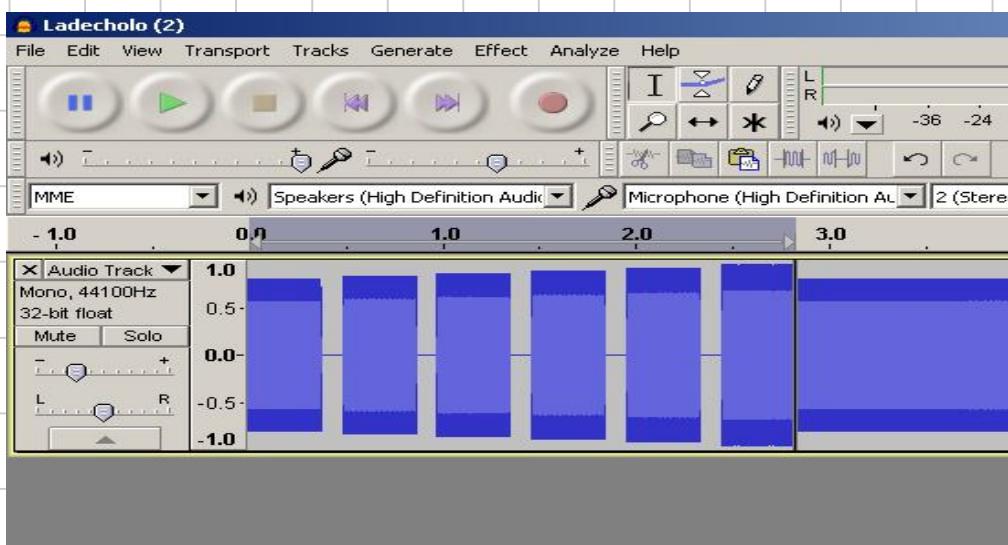 Ladecholo (2)
File Edit View Transport Tracks Generate Effect Analyze Help
L
R
-36 -24
MME Speakers (High Definition Audi Microphone (High Definition Au 2 (Stere
- 1.0 0.0 1.0 2.0 3.0
X Audio Track 1.0
Mono, 44100Hz
32-bit float 0.5
Mute Solo
- + 0.0
L R -0.5
-1.0